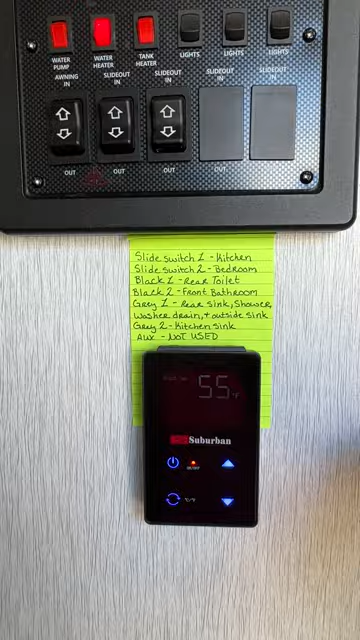 WATER PUMP
WATER HEATER
TANK HEATER
LIGHTS
LIGHTS
LIGHTS
AWNING IN
SLIDEOUT IN
SLIDEOUT IN
SLIDEOUT IN
SLIDEOUT IN
OUT
OUT
OUT
OUT
Slide switch 1 - Kitchen
Slide switch 2 - Bedroom
Black 1 - Rear Toilet
Black 2 - Front Bathroom
Grey 1 - Rear sink, Shower,
Washer drain, + outside sink
Grey 2 - Kitchen sink
AUX - NOT USED
55 °F
Suburban
ON/OFF
°C/°F